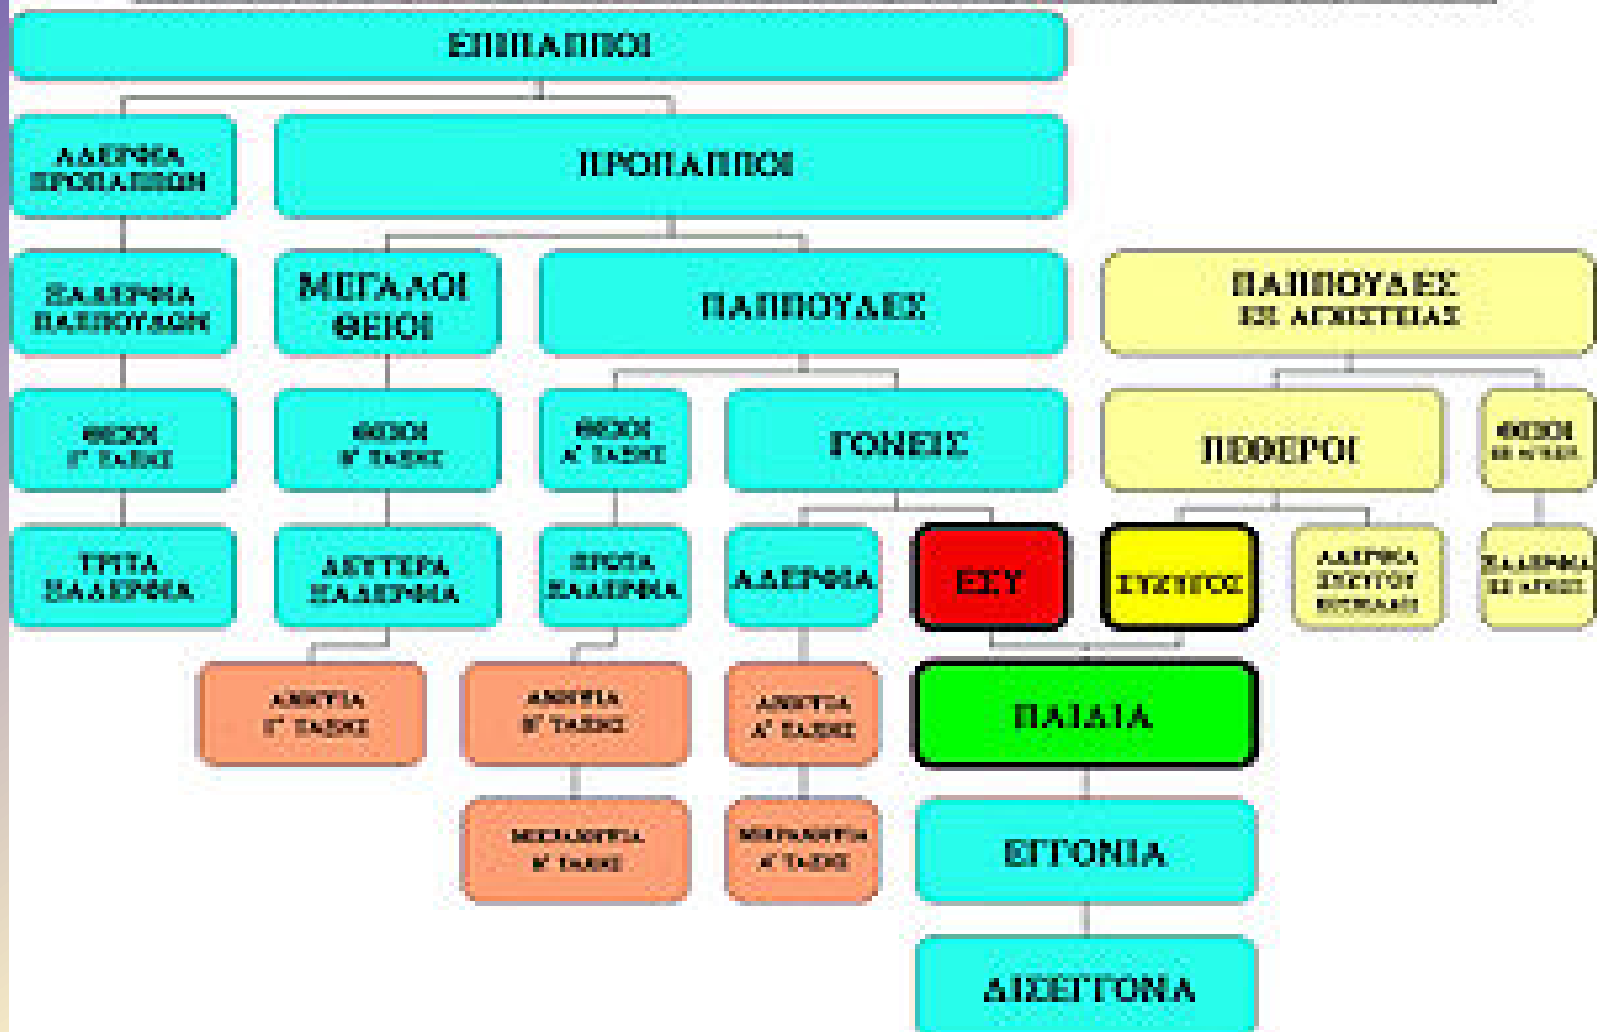 ΕΠΙΠΑΠΠΟΙ
ΑΔΕΡΦΙΑ
ΠΡΟΠΑΠΠΩΝ
ΠΡΟΠΑΠΠΟΙ
ΞΑΔΕΡΦΙΑ
ΠΑΠΠΟΥΔΩΝ
ΜΕΓΑΛΟΙ
ΘΕΙΟΙ
ΠΑΠΠΟΥΔΕΣ
ΠΑΠΠΟΥΔΕΣ
ΕΞ ΑΓΧΙΣΤΕΙΑΣ
ΘΕΙΟΙ
Γ' ΤΑΞΗΣ
ΘΕΙΟΙ
Β' ΤΑΞΗΣ
ΘΕΙΟΙ
Α' ΤΑΞΗΣ
ΓΟΝΕΙΣ
ΠΕΘΕΡΟΙ
ΘΕΙΟΙ
ΤΡΙΤΑ
ΞΑΔΕΡΦΙΑ
ΔΕΥΤΕΡΑ
ΞΑΔΕΡΦΙΑ
ΠΡΩΤΑ
ΞΑΔΕΡΦΙΑ
ΑΔΕΡΦΙΑ
ΕΣΥ
ΣΥΖΥΓΟΣ
ΑΔΕΡΦΙΑ
ΣΥΖΥΓΟΥ
ΞΑΔΕΡΦΙΑ
ΑΝΙΨΙΑ
Γ' ΤΑΞΗΣ
ΑΝΙΨΙΑ
Β' ΤΑΞΗΣ
ΑΝΙΨΙΑ
Α' ΤΑΞΗΣ
ΠΑΙΔΙΑ
ΜΙΚΡΑΝΙΨΙΑ
Β' ΤΑΞΗΣ
ΜΙΚΡΑΝΙΨΙΑ
Α' ΤΑΞΗΣ
ΕΓΓΟΝΙΑ
ΔΙΣΕΓΓΟΝΑ